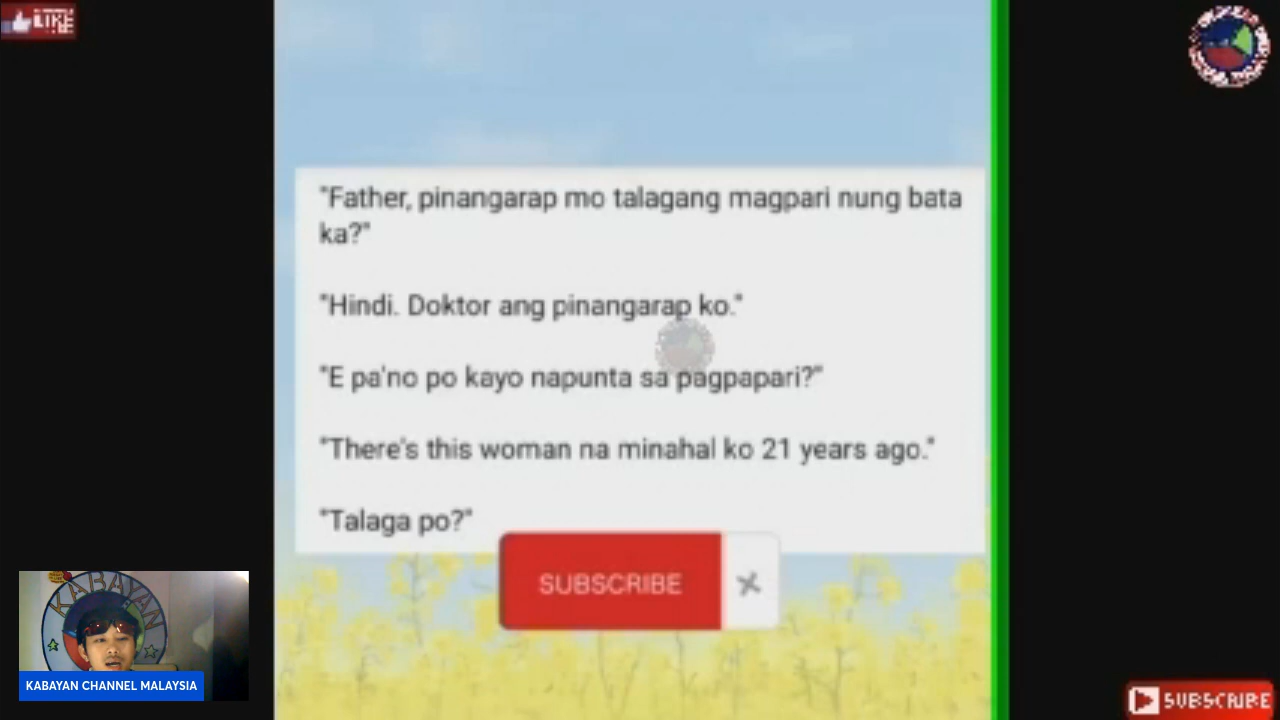 LIKE
"Father, pinangarap mo talagang magpari nung bata
ka?"
"Hindi. Doktor ang pinangarap ko."
"E pa'no po kayo napunta sa pagpapari?"
"There's this woman na minahal ko 21 years ago."
"Talaga po?"
SUBSCRIBE
KABAYAN
KABAYAN CHANNEL MALAYSIA
SUBSCRIBE